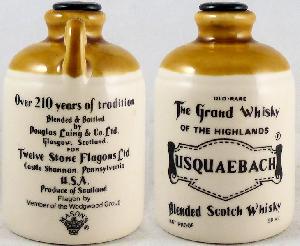 Over 210 years of tradition
Blended & Bottled
by
Douglas Laing & Co. Ltd.
Glasgow, Scotland.
FOR
Twelve Stone Flagons Ltd
Castle Shannon, Pennsylvania
U.S.A.
Produce of Scotland
Flagon by
Member of the Wedgwood Group
MASONS
OLD-RARE
The Grand Whisky
OF THE HIGHLANDS
USQUAEBACH ®
Blended Scotch Whisky
PROOF